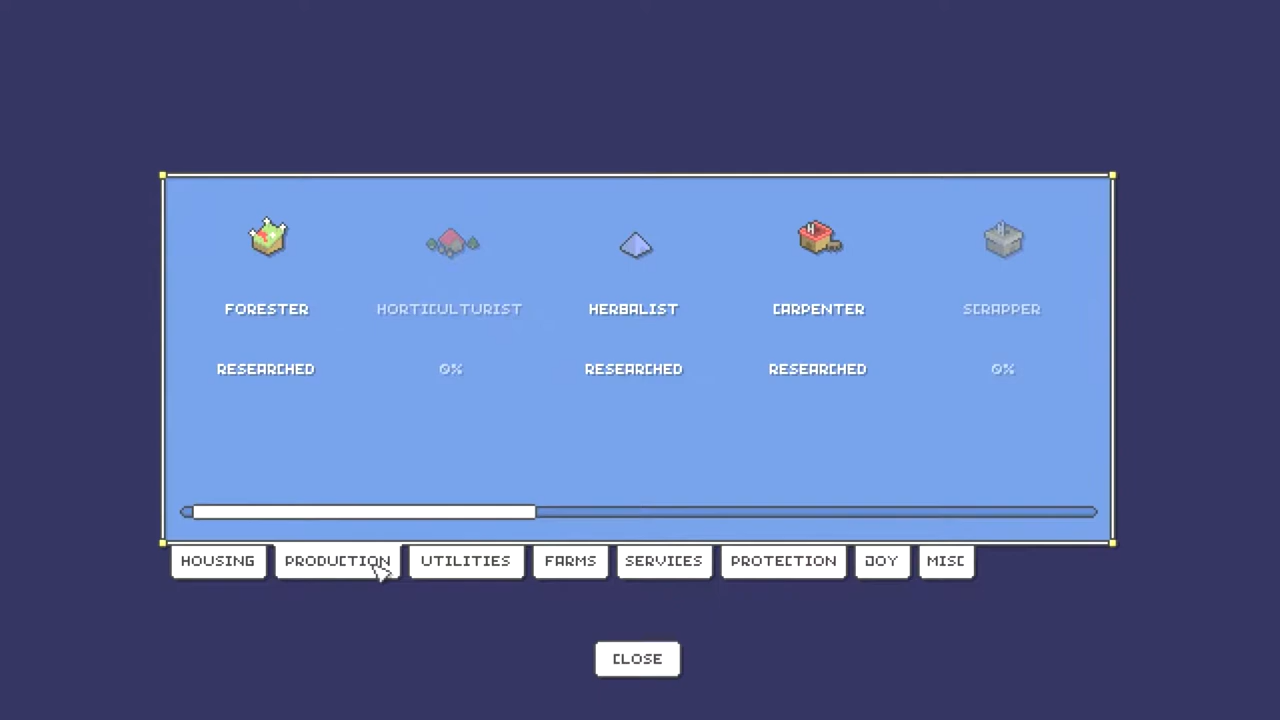 FORESTER HORTICULTURIST HERBALIST CARPENTER SCRAPPER
RESEARCHED 0% RESEARCHED RESEARCHED 0%
HOUSING PRODUCTION UTILITIES FARMS SERVICES PROTECTION JOY MISC
CLOSE